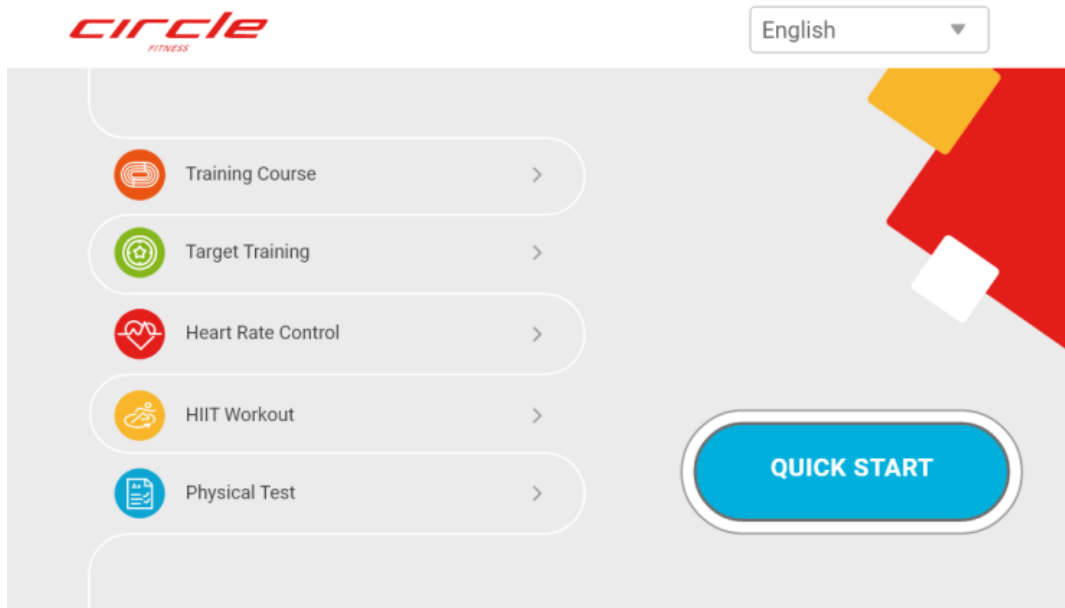 circle
FITNESS
English
Training Course
Target Training
Heart Rate Control
HIIT Workout
Physical Test
QUICK START
A+